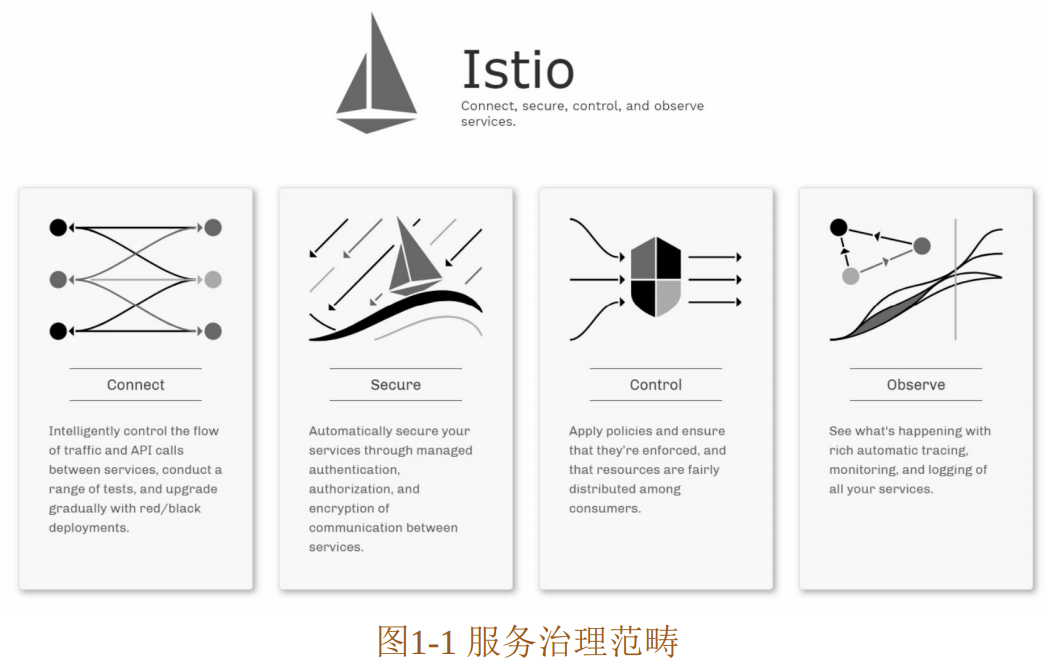 Istio
Connect, secure, control, and observe
services.
Connect
Intelligently control the flow
of traffic and API calls
between services, conduct a
range of tests, and upgrade
gradually with red/black
deployments.
Secure
Automatically secure your
services through managed
authentication,
authorization, and
encryption of
communication between
services.
Control
Apply policies and ensure
that they're enforced, and
that resources are fairly
distributed among
consumers.
Observe
See what's happening with
rich automatic tracing,
monitoring, and logging of
all your services.
图1-1 服务治理范畴